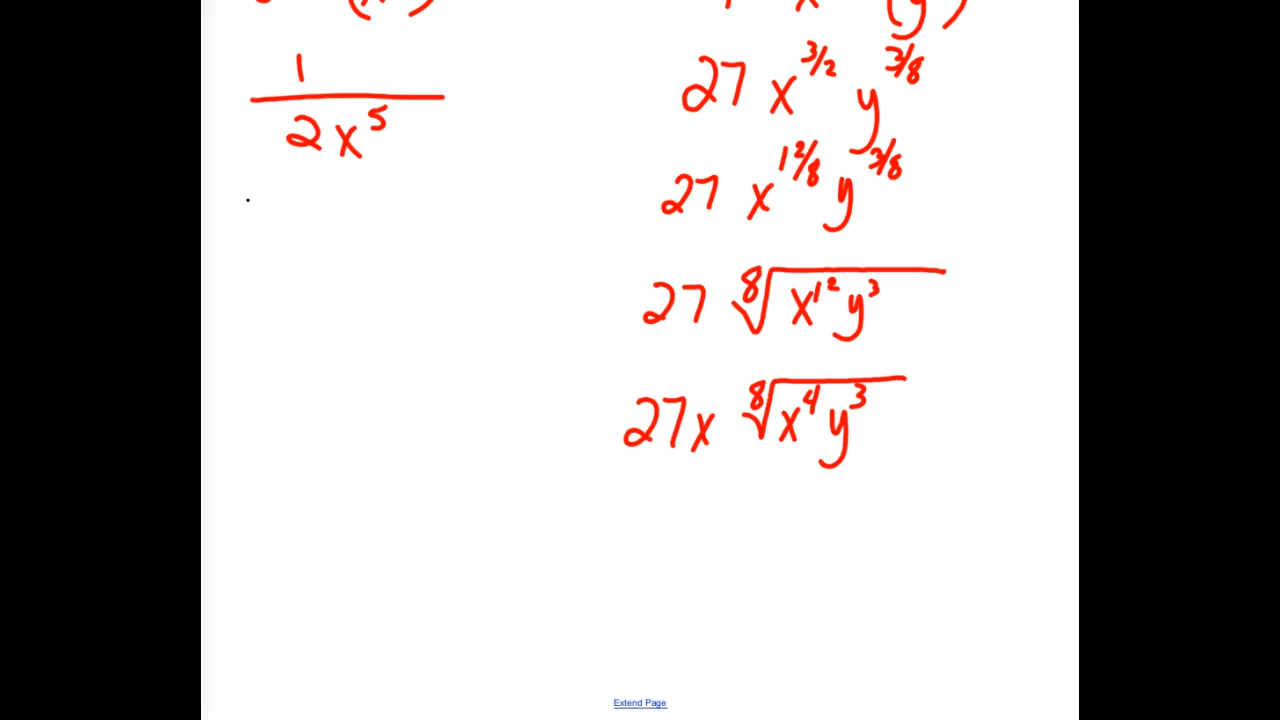 1
2x^5
27 x^3/2 y^3/8
27 x^12/8 y^3/8
27 ⁸√x^12 y^3
27x ⁸√x^4 y^3
Extend Page